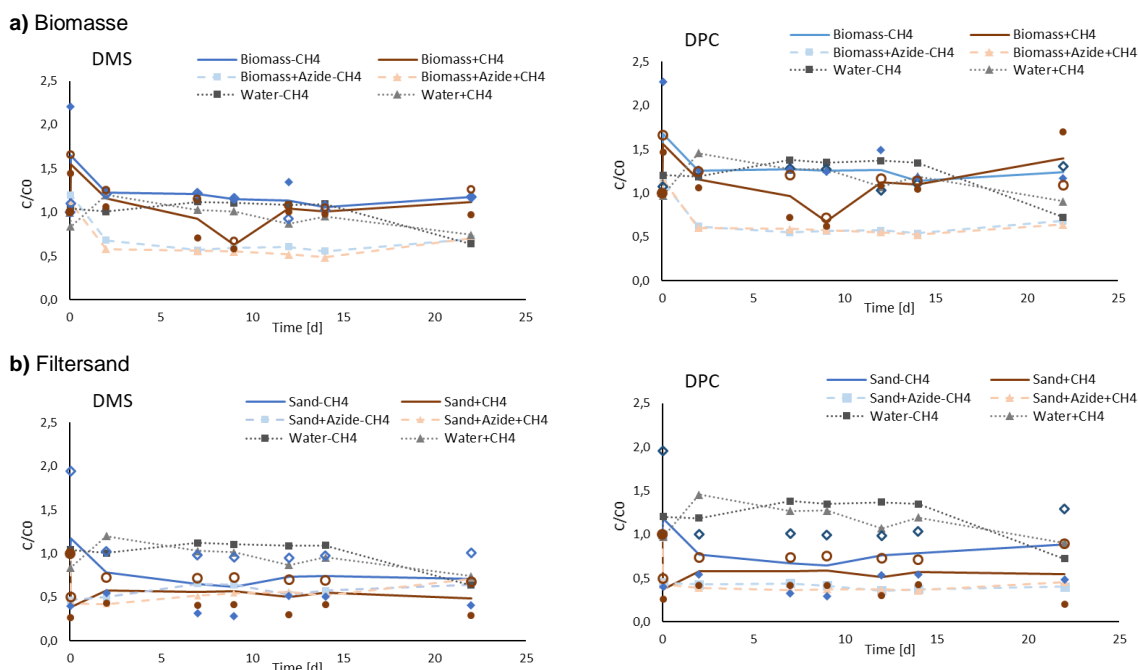 a) Biomasse
DMS
Biomass-CH4
Biomass+CH4
Biomass+Azide-CH4
Biomass+Azide+CH4
Water-CH4
Water+CH4
2,5
2,0
1,5
1,0
0,5
0,0
c/co
0
5
10
15
20
25
Time [d]
DPC
Biomass-CH4
Biomass+CH4
Biomass+Azide-CH4
Biomass+Azide+CH4
Water-CH4
Water+CH4
2,5
2,0
1,5
1,0
0,5
0,0
c/co
0
5
10
15
20
25
Time [d]
b) Filtersand
DMS
Sand-CH4
Sand+CH4
Sand+Azide-CH4
Sand+Azide+CH4
Water-CH4
Water+CH4
2,5
2,0
1,5
1,0
0,5
0,0
c/c0
0
5
10
15
20
25
Time [d]
DPC
Sand-CH4
Sand+CH4
Sand+Azide-CH4
Sand+Azide+CH4
Water-CH4
Water+CH4
2,5
2,0
1,5
1,0
0,5
0,0
c/c0
0
5
10
15
20
25
Time [d]